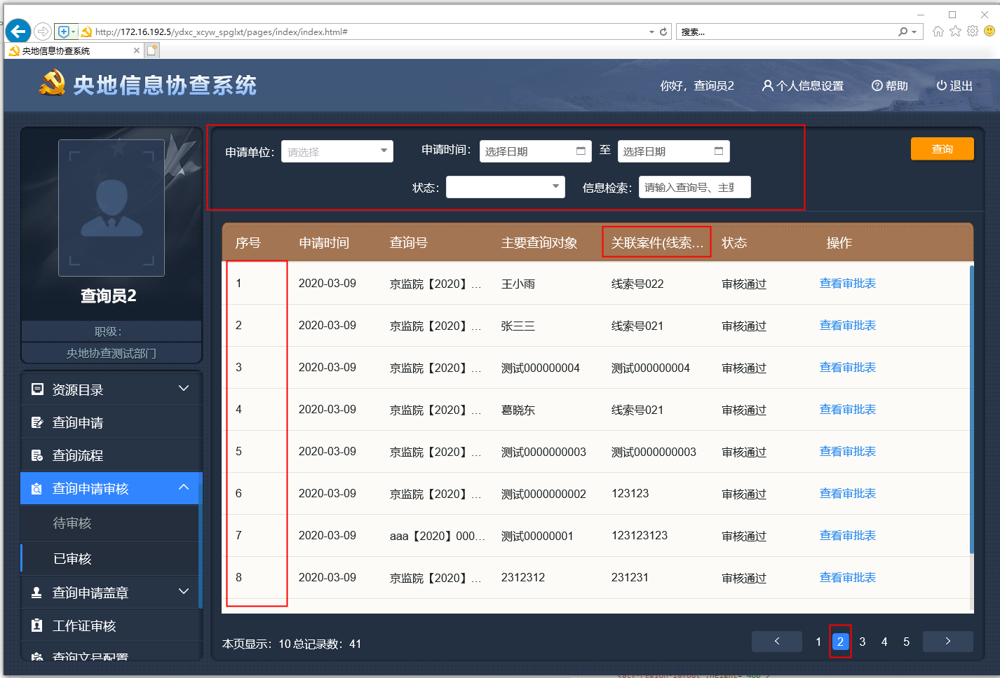 http://172.16.192.5/ydxc_xcyw_spglxt/pages/index/index.html#
搜索...
央地信息协查系统
央地信息协查系统
你好，查询员2
个人信息设置
帮助
退出
查询员2
职级：
央地协查测试部门
资源目录
查询申请
查询流程
查询申请审核
待审核
已审核
查询申请盖章
工作证审核
查询文号配置
申请单位：
请选择
申请时间：
选择日期
至
选择日期
查询
状态：
信息检索：
请输入查询号、主要
序号 申请时间 查询号 主要查询对象 关联案件(线索... 状态 操作
1 2020-03-09 京监院【2020】... 王小雨 线索号022 审核通过 查看审批表
2 2020-03-09 京监院【2020】... 张三三 线索号021 审核通过 查看审批表
3 2020-03-09 京监院【2020】... 测试000000004 测试000000004 审核通过 查看审批表
4 2020-03-09 京监院【2020】... 葛晓东 线索号021 审核通过 查看审批表
5 2020-03-09 京监院【2020】... 测试0000000003 测试0000000003 审核通过 查看审批表
6 2020-03-09 京监院【2020】... 测试0000000002 123123 审核通过 查看审批表
7 2020-03-09 aaa【2020】000... 测试00000001 123123123 审核通过 查看审批表
8 2020-03-09 京监院【2020】... 2312312 231231 审核通过 查看审批表
本页显示：10 总记录数：41
1 2 3 4 5